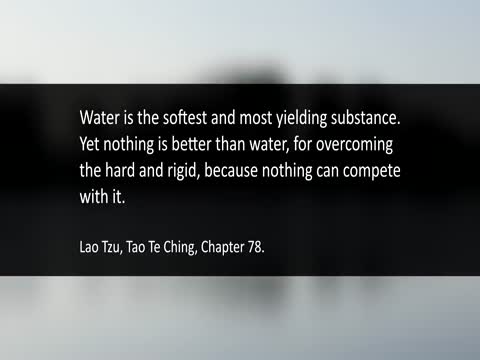 Water is the softest and most yielding substance.
Yet nothing is better than water, for overcoming
the hard and rigid, because nothing can compete
with it.
Lao Tzu, Tao Te Ching, Chapter 78.